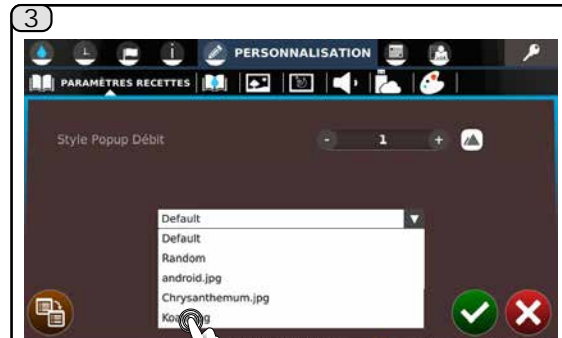 3
PERSONNALISATION
PARAMÈTRES RECETTES
Style Popup Débit - 1 +
Default
Default
Random
android.jpg
Chrysanthemum.jpg